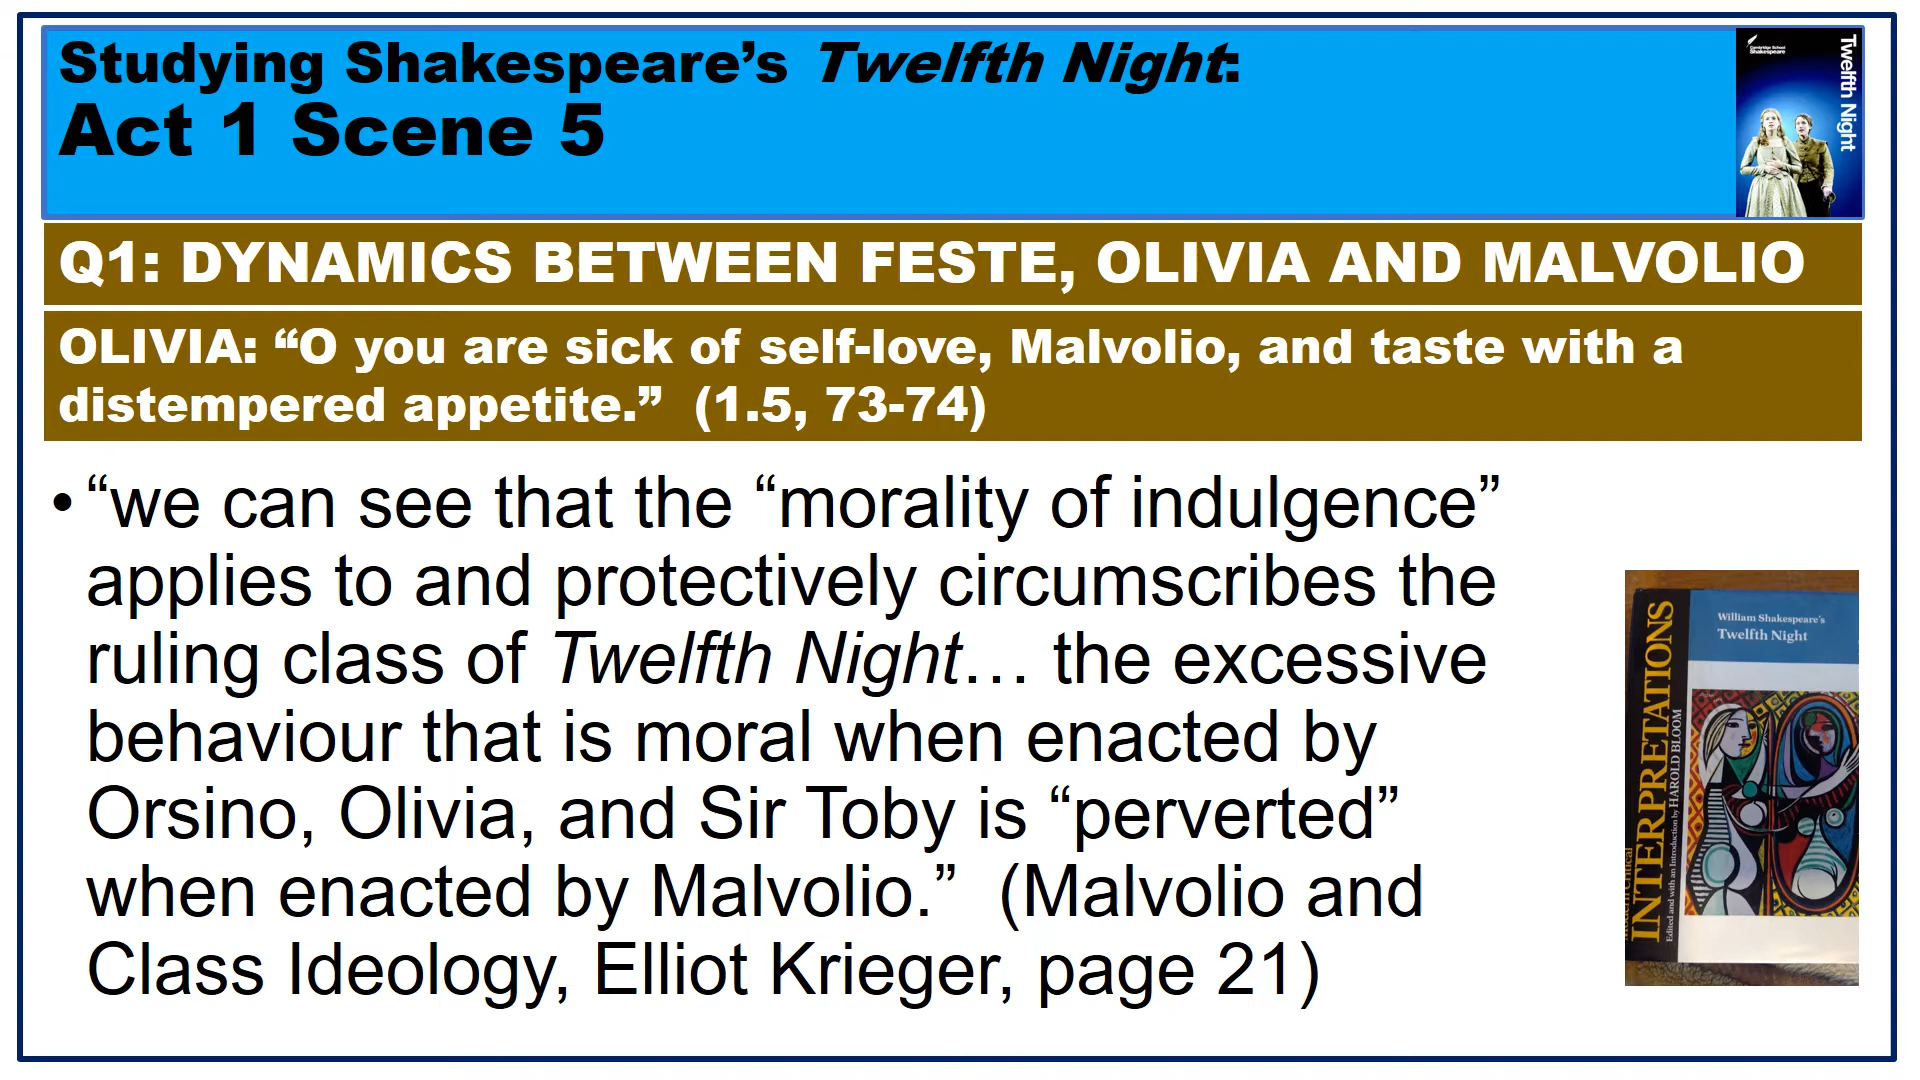 Studying Shakespeare’s Twelfth Night:
Act 1 Scene 5
Cambridge School
Shakespeare
Twelfth Night
Q1: DYNAMICS BETWEEN FESTE, OLIVIA AND MALVOLIO
OLIVIA: “O you are sick of self-love, Malvolio, and taste with a
distempered appetite.” (1.5, 73-74)
• “we can see that the “morality of indulgence”
applies to and protectively circumscribes the
ruling class of Twelfth Night… the excessive
behaviour that is moral when enacted by
Orsino, Olivia, and Sir Toby is “perverted”
when enacted by Malvolio.” (Malvolio and
Class Ideology, Elliot Krieger, page 21)
INTERPRETATIONS
Edited and with an Introduction by HAROLD BLOOM
William Shakespeare's
Twelfth Night